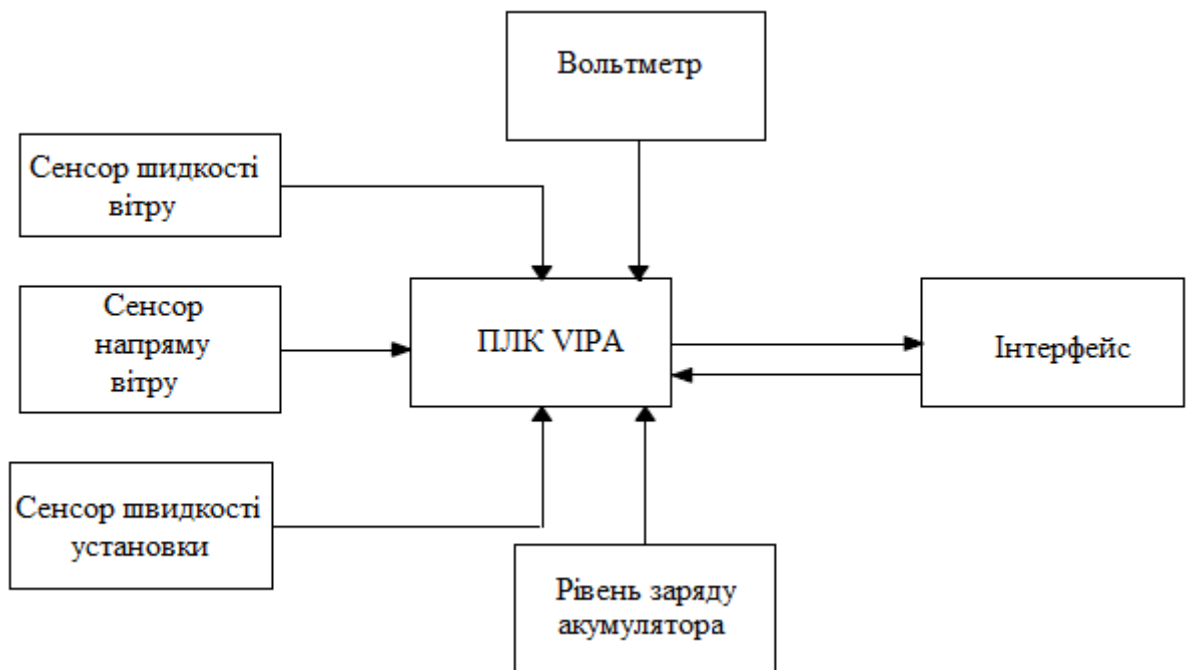 Вольтметр
Сенсор шидкості
вітру
Сенсор
напряму
вітру
ПЛК VIPA
Інтерфейс
Сенсор швидкості
установки
Рівень заряду
акумулятора